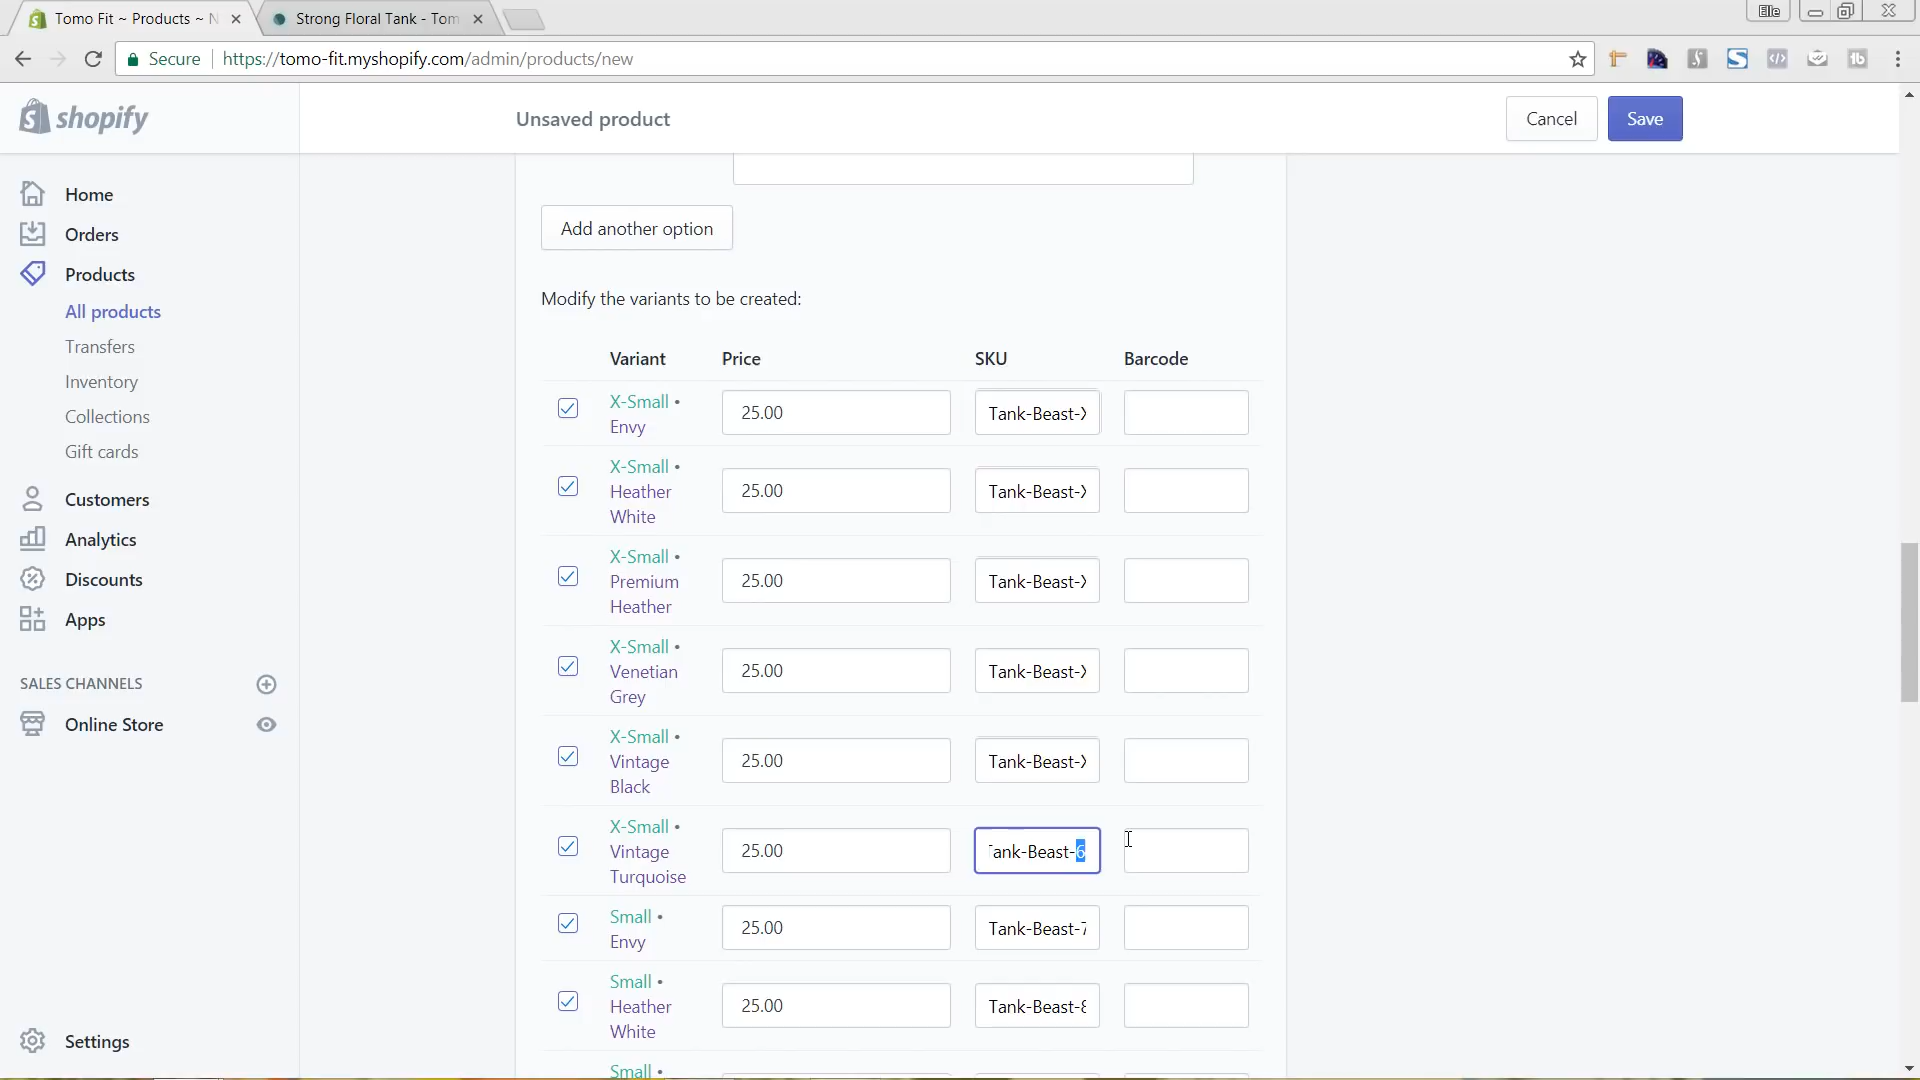 Tomo Fit ~ Products ~ N
Strong Floral Tank - Tom
Elle
Secure
https://tomo-fit.myshopify.com/admin/products/new
shopify
Unsaved product
Cancel
Save
Home
Orders
Products
All products
Transfers
Inventory
Collections
Gift cards
Customers
Analytics
Discounts
Apps
SALES CHANNELS
Online Store
Settings
Add another option
Modify the variants to be created:
Variant Price SKU Barcode
X-Small •
Envy
25.00
Tank-Beast-X
X-Small •
Heather
White
25.00
Tank-Beast-X
X-Small •
Premium
Heather
25.00
Tank-Beast-X
X-Small •
Venetian
Grey
25.00
Tank-Beast-X
X-Small •
Vintage
Black
25.00
Tank-Beast-X
X-Small •
Vintage
Turquoise
25.00
Tank-Beast-6
Small •
Envy
25.00
Tank-Beast-7
Small •
Heather
White
25.00
Tank-Beast-8
Small •